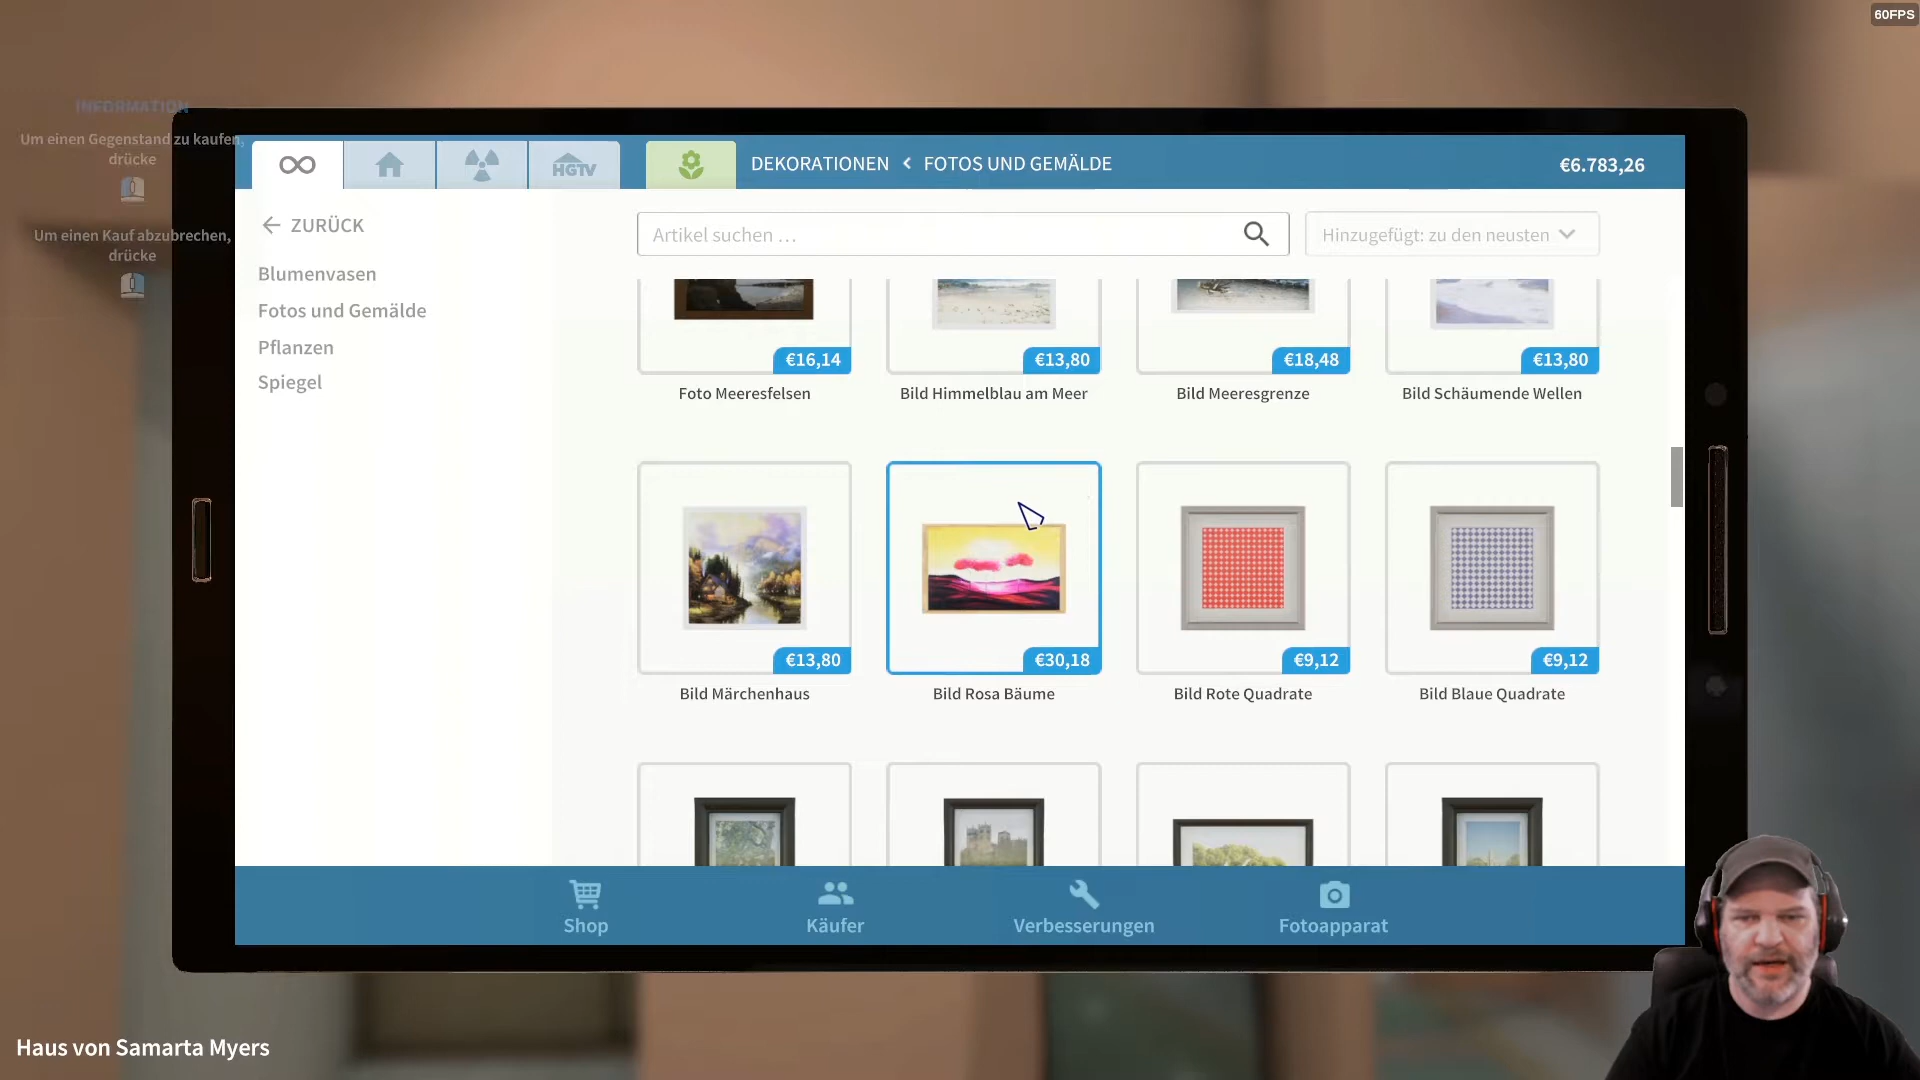 60FPS
INFORMATION
Um einen Gegenstand zu kaufen,
drücke
Um einen Kauf abzubrechen,
drücke
HGTV
DEKORATIONEN < FOTOS UND GEMÄLDE
€6.783,26
← ZURÜCK
Blumenvasen
Fotos und Gemälde
Pflanzen
Spiegel
Artikel suchen ...
Hinzugefügt: zu den neusten
€16,14
€13,80
€18,48
€13,80
Foto Meeresfelsen
Bild Himmelblau am Meer
Bild Meeresgrenze
Bild Schäumende Wellen
€13,80
€30,18
€9,12
€9,12
Bild Märchenhaus
Bild Rosa Bäume
Bild Rote Quadrate
Bild Blaue Quadrate
Shop
Käufer
Verbesserungen
Fotoapparat
Haus von Samarta Myers